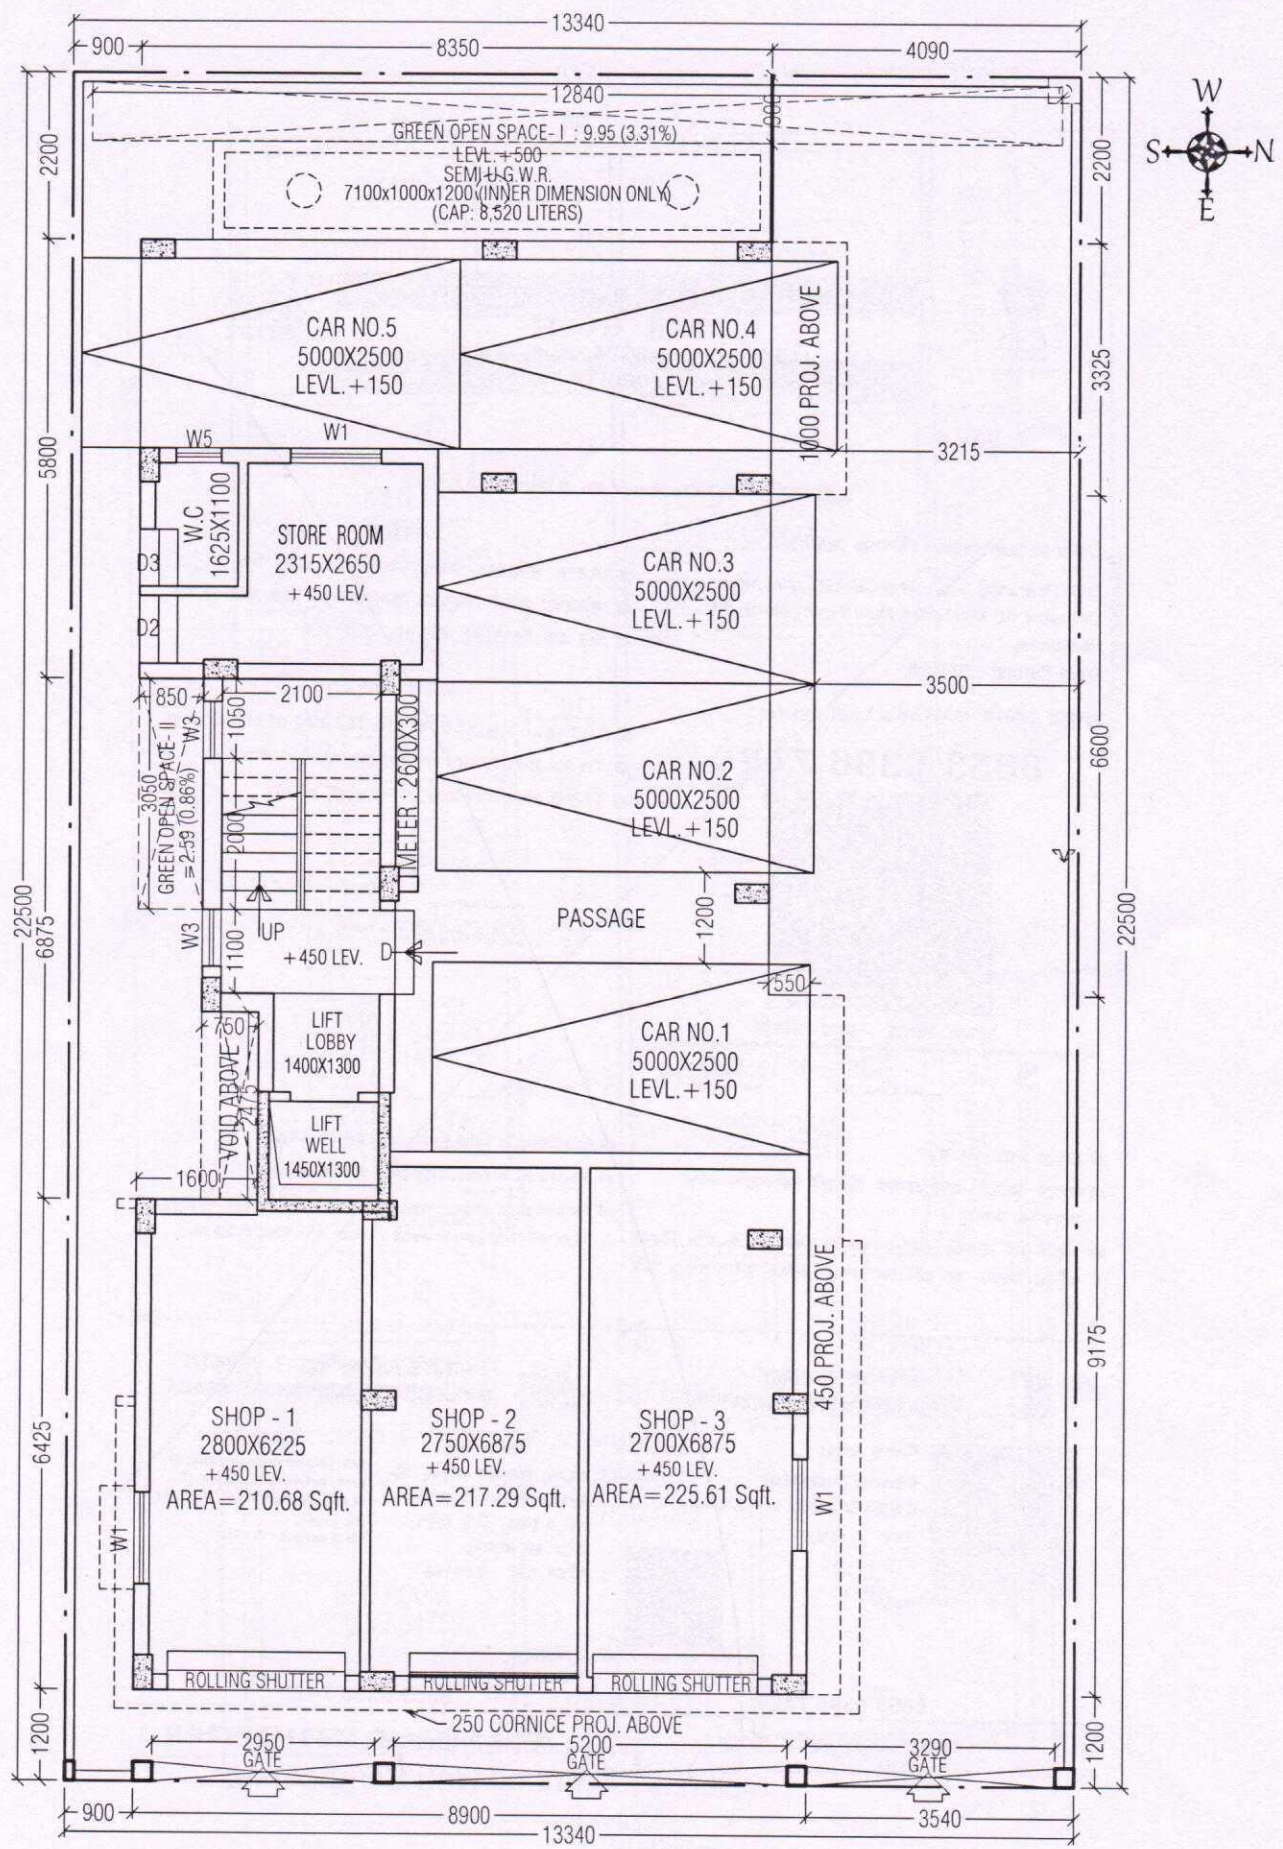 13340
900
8350
4090
12840
900
GREEN OPEN SPACE- I : 9.95 (3.31%)
LEVL.+500
SEMI U.G.W.R.
7100x1000x1200 (INNER DIMENSION ONLY)
(CAP: 8,520 LITERS)
W
S
N
E
2200
2200
CAR NO.5
5000X2500
LEVL.+150
CAR NO.4
5000X2500
LEVL.+150
1000 PROJ. ABOVE
3325
5800
W5
W1
3215
W.C
1625X1100
STORE ROOM
2315X2650
+450 LEV.
D3
D2
CAR NO.3
5000X2500
LEVL.+150
850
2100
3500
W3
1050
METER : 2600X300
3050
GREEN OPEN SPACE-II
=2.59 (0.86%)
2000
CAR NO.2
5000X2500
LEVL.+150
6600
22500
6875
22500
UP
W3
1100
+450 LEV.
D
PASSAGE
1200
550
750
LIFT
LOBBY
1400X1300
CAR NO.1
5000X2500
LEVL.+150
VOID ABOVE
2475
LIFT
WELL
1450X1300
1600
450 PROJ. ABOVE
9175
6425
SHOP - 1
2800X6225
+450 LEV.
AREA=210.68 Sqft.
SHOP - 2
2750X6875
+450 LEV.
AREA=217.29 Sqft.
SHOP - 3
2700X6875
+450 LEV.
AREA=225.61 Sqft.
W1
W1
ROLLING SHUTTER
ROLLING SHUTTER
ROLLING SHUTTER
250 CORNICE PROJ. ABOVE
1200
1200
2950
5200
3290
GATE
GATE
GATE
900
8900
3540
13340